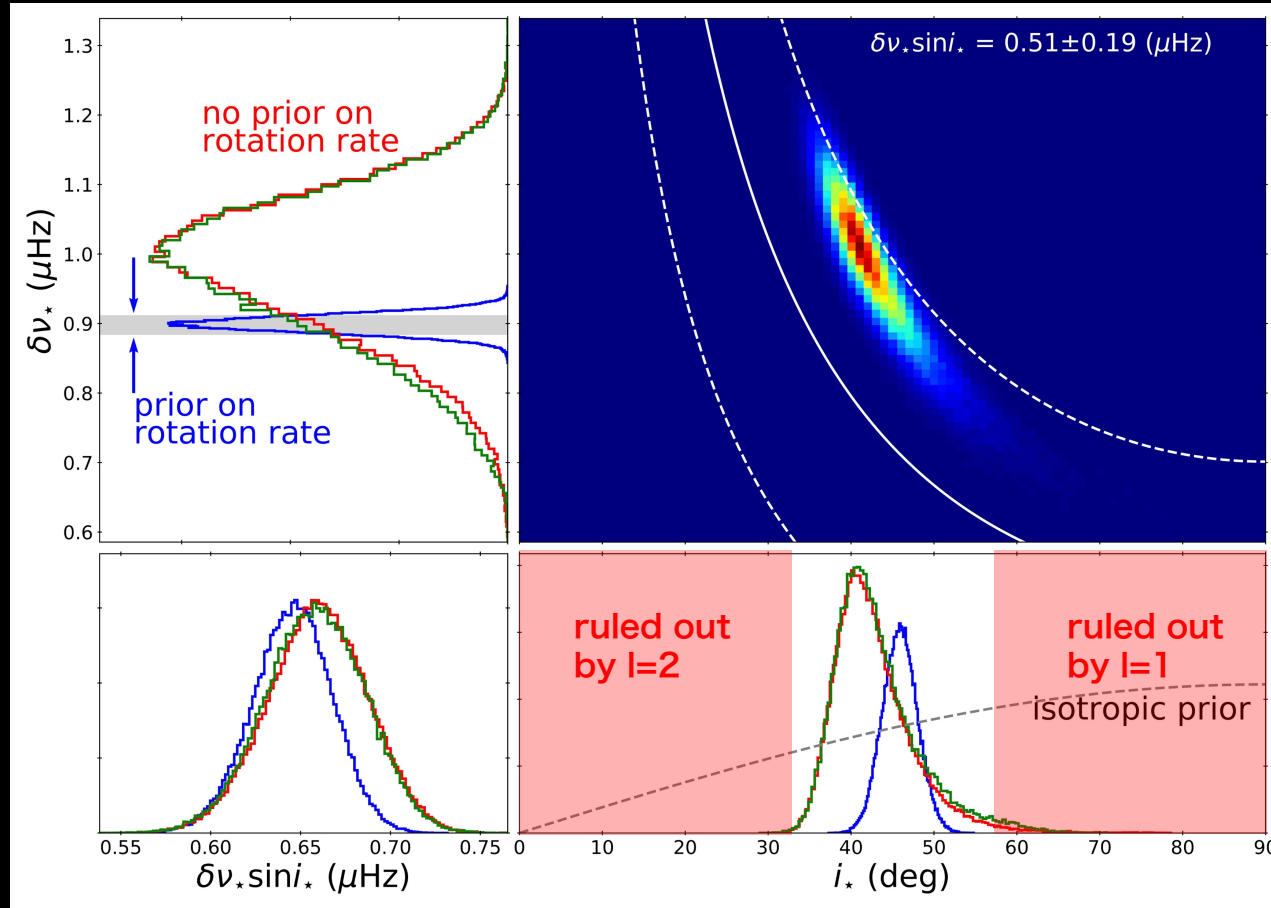 1.3
1.2
1.1
1.0
0.9
0.8
0.7
0.6
δν⋆ (μHz)
no prior on
rotation rate
prior on
rotation rate
δν⋆sini⋆ = 0.51±0.19 (μHz)
ruled out
by l=2
ruled out
by l=1
isotropic prior
0.55
0.60
0.65
0.70
0.75
δν⋆sini⋆ (μHz)
0
10
20
30
40
50
60
70
80
90
i⋆ (deg)